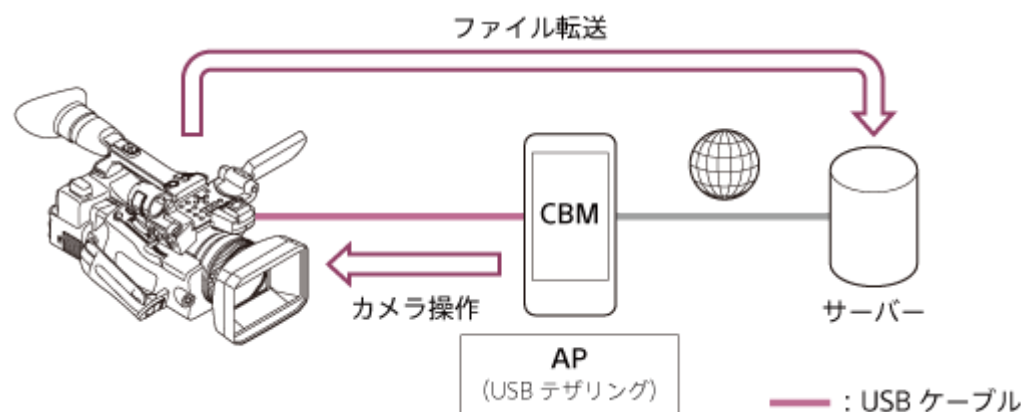 ファイル転送
CBM
カメラ操作
サーバー
AP
（USB テザリング）
: USB ケーブル